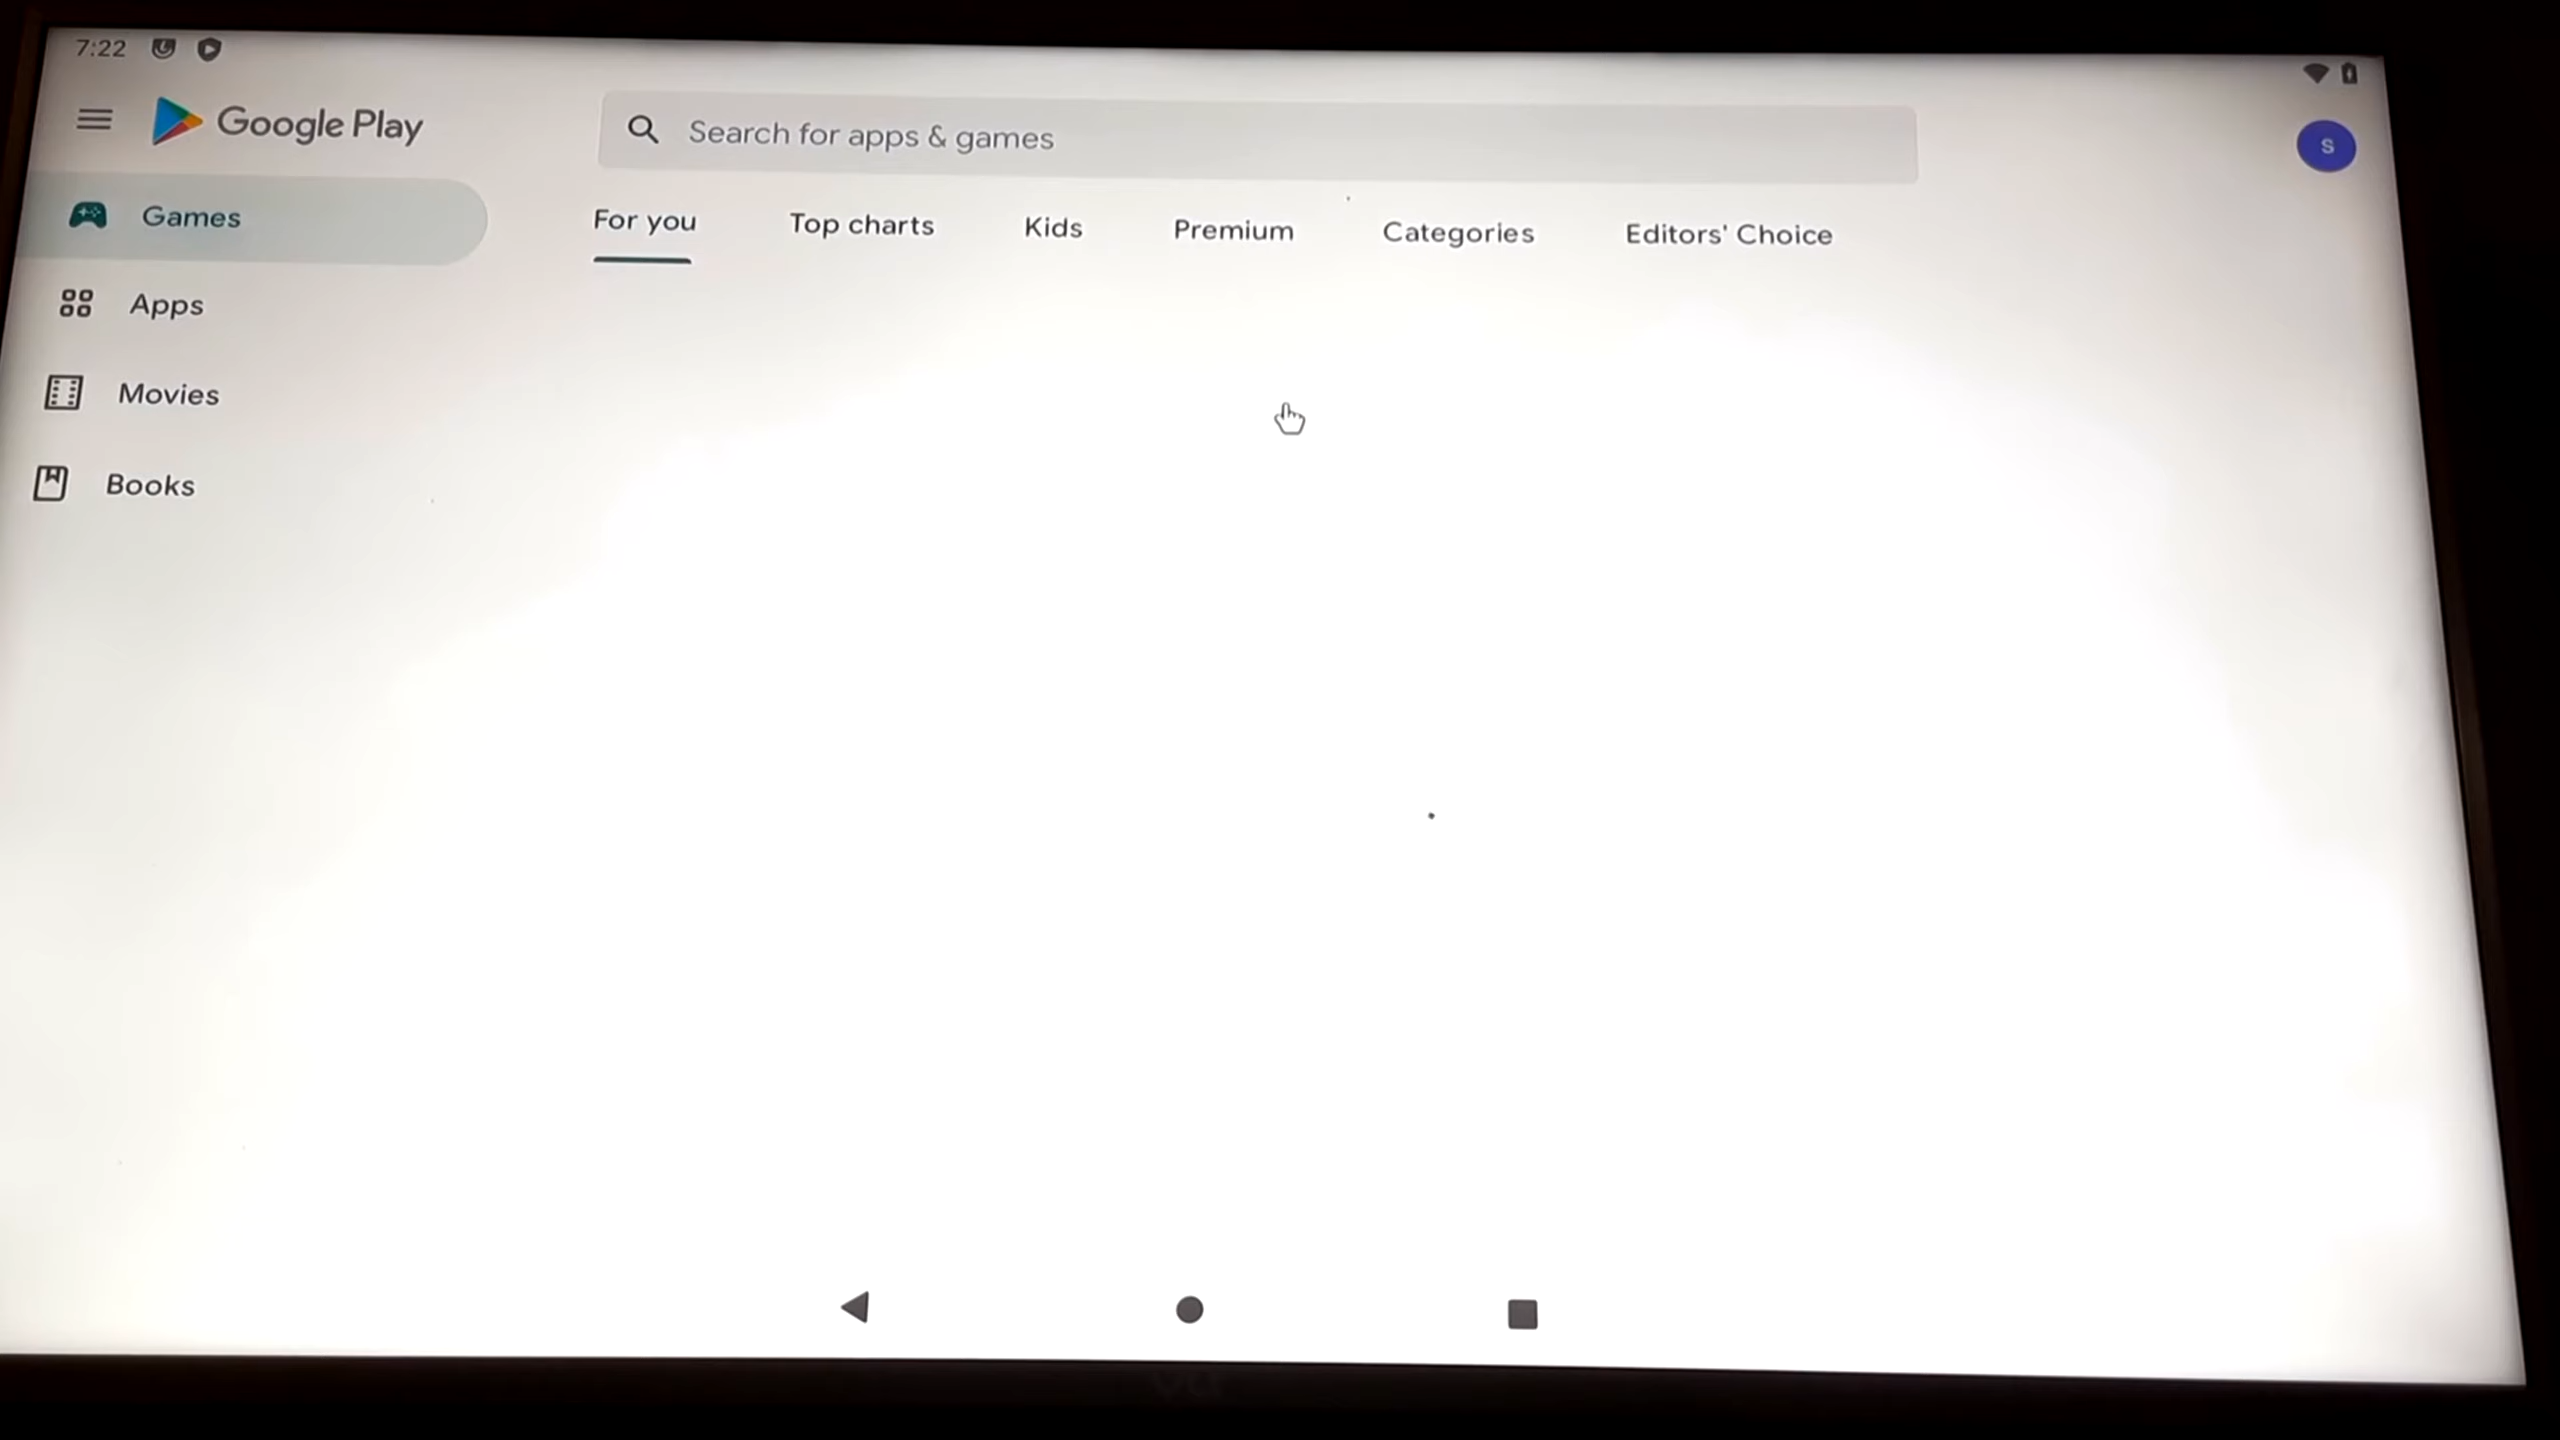 7:22
Google Play
Search for apps & games
S
Games
For you
Top charts
Kids
Premium
Categories
Editors' Choice
Apps
Movies
Books